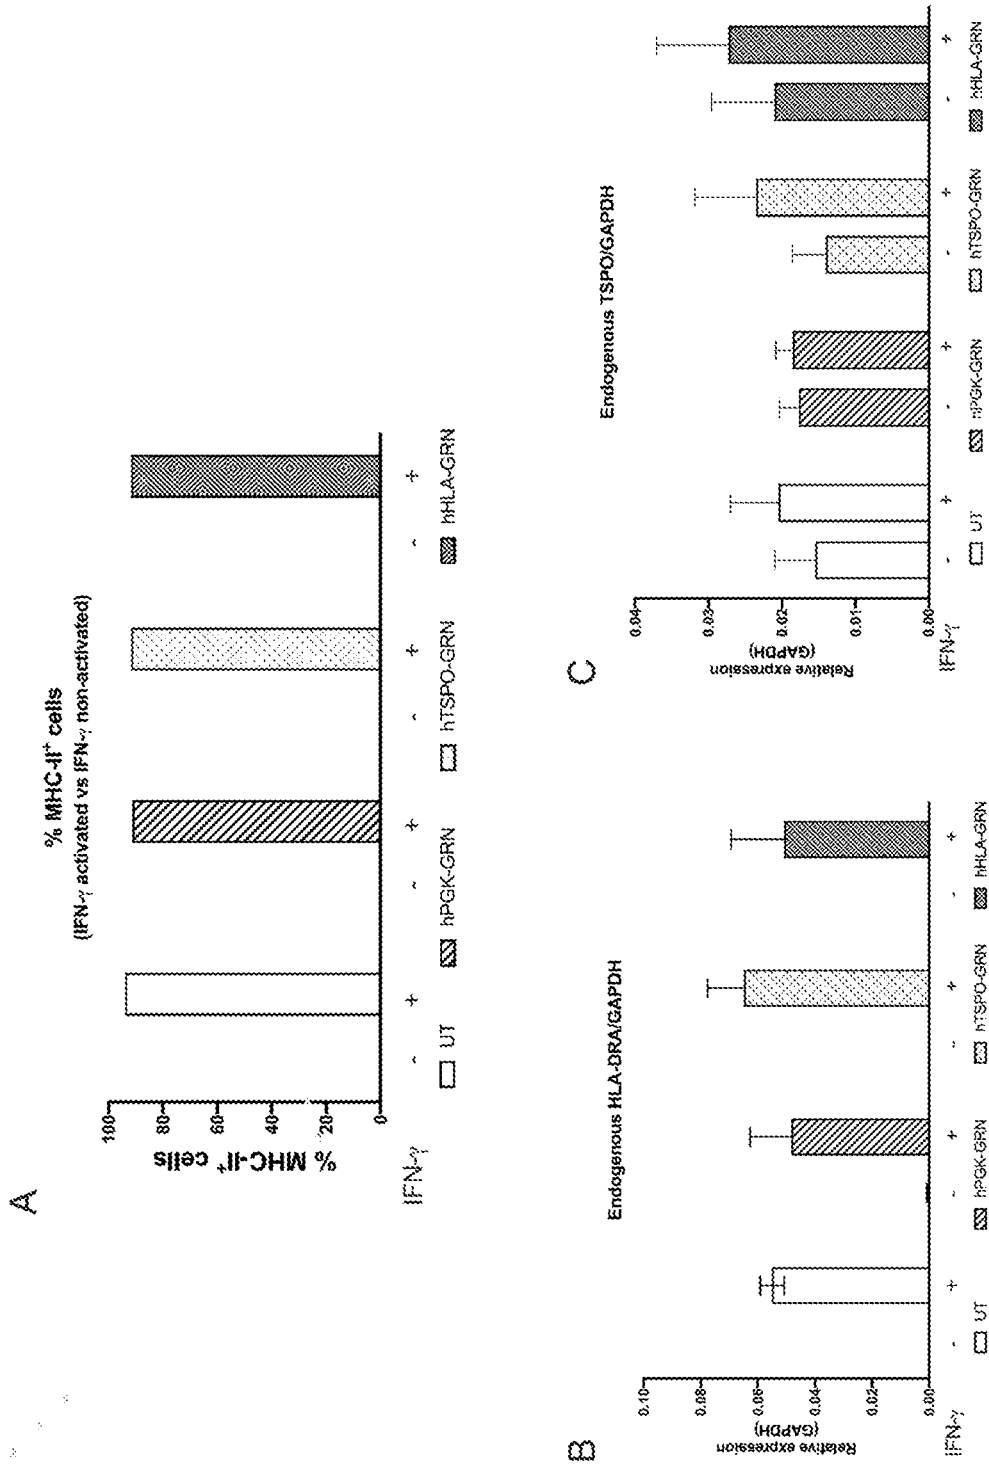 A
% MHC-II⁺ cells
(IFN-γ activated vs IFN-γ non-activated)
% MHC-II⁺ cells
100
80
60
40
20
0
IFN-γ - + - + - + - +
UT hPGK-GRN hTSPO-GRN hHLA-GRN
B
Endogenous HLA-DRA/GAPDH
Relative expression
(GAPDH)
0.10
0.08
0.06
0.04
0.02
0.00
IFN-γ - + - + - + - +
UT hPGK-GRN hTSPO-GRN hHLA-GRN
C
Endogenous TSPO/GAPDH
Relative expression
(GAPDH)
0.04
0.03
0.02
0.01
0.00
IFN-γ - + - + - + - +
UT hPGK-GRN hTSPO-GRN hHLA-GRN